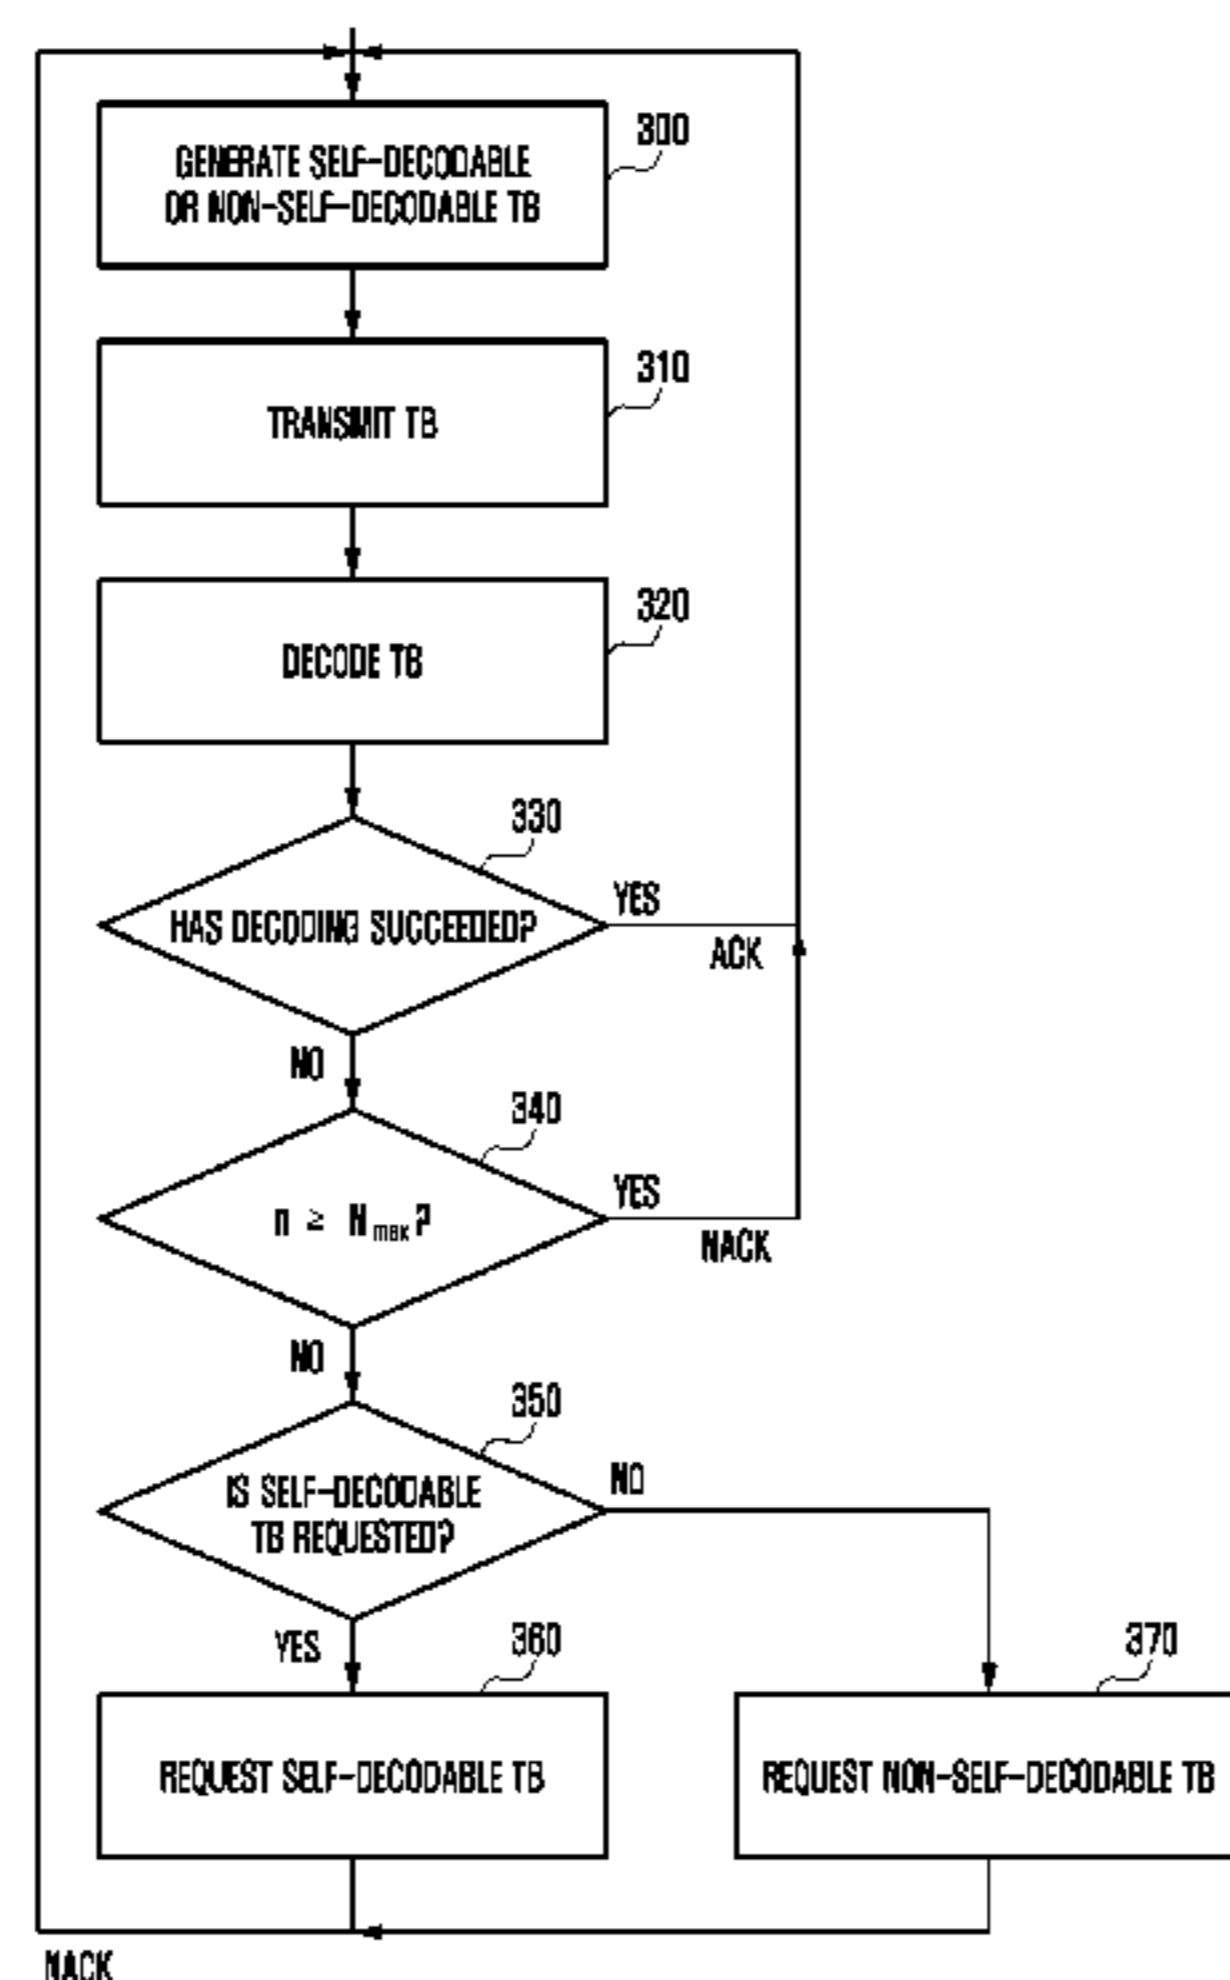 300
GENERATE SELF-DECODABLE
OR NON-SELF-DECODABLE TB
310
TRANSMIT TB
320
DECODE TB
330
HAS DECODING SUCCEEDED?
YES
ACK
NO
340
n ≥ Nmax?
YES
NACK
NO
350
IS SELF-DECODABLE
TB REQUESTED?
NO
YES
360
370
REQUEST SELF-DECODABLE TB
REQUEST NON-SELF-DECODABLE TB
NACK